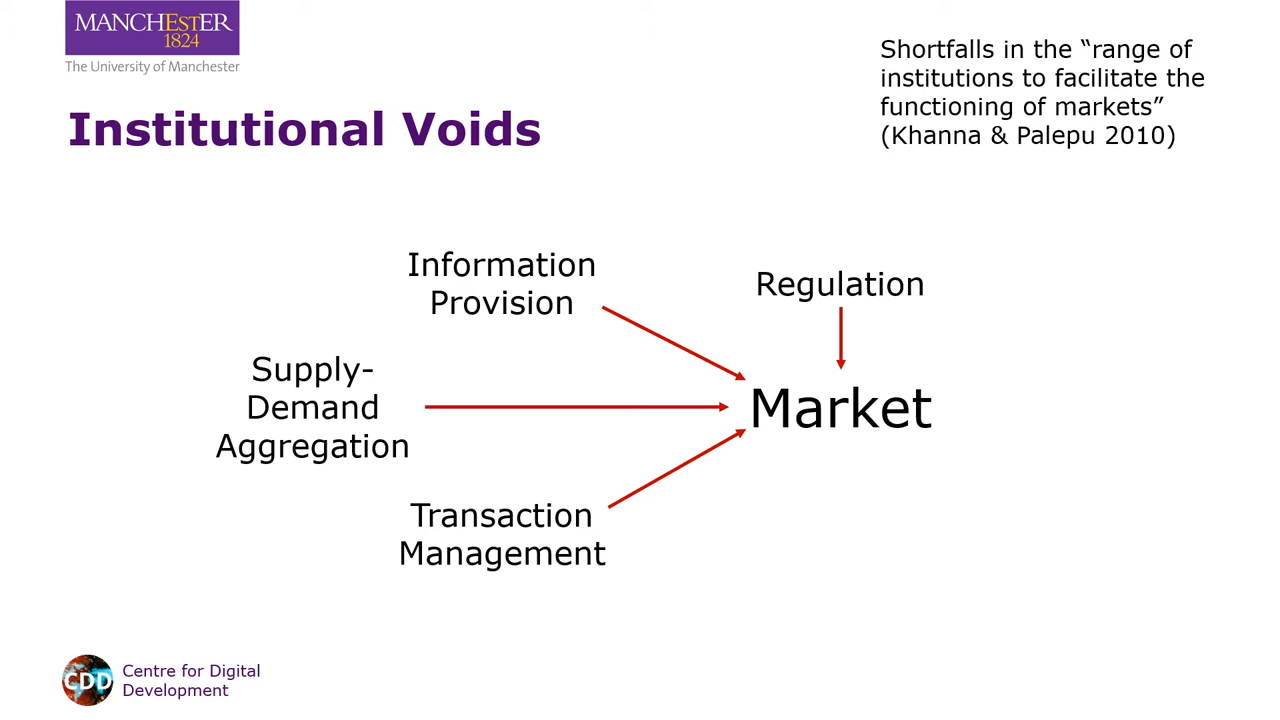 MANCHESTER
1824
The University of Manchester
Shortfalls in the “range of
institutions to facilitate the
functioning of markets”
(Khanna & Palepu 2010)
Institutional Voids
Information
Provision
Regulation
Supply-
Demand
Aggregation
Market
Transaction
Management
CDD
Centre for Digital
Development